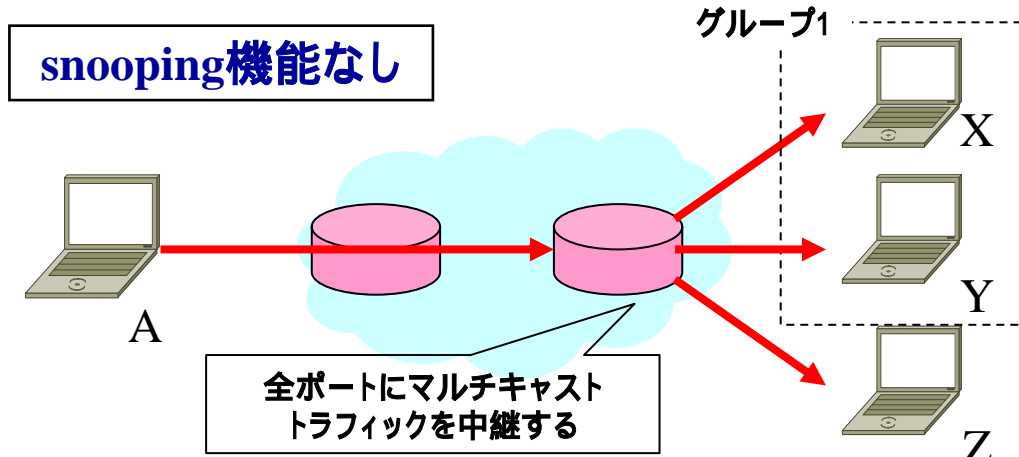 グループ1
snooping機能なし
X
A
Y
全ポートにマルチキャスト
トラフィックを中継する
Z